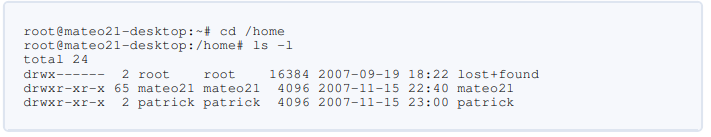 root@mateo21-desktop:~# cd /home
root@mateo21-desktop:/home# ls -l
total 24
drwx------  2 root    root    16384 2007-09-19 18:22 lost+found
drwxr-xr-x 65 mateo21 mateo21  4096 2007-11-15 22:40 mateo21
drwxr-xr-x  2 patrick patrick  4096 2007-11-15 23:00 patrick